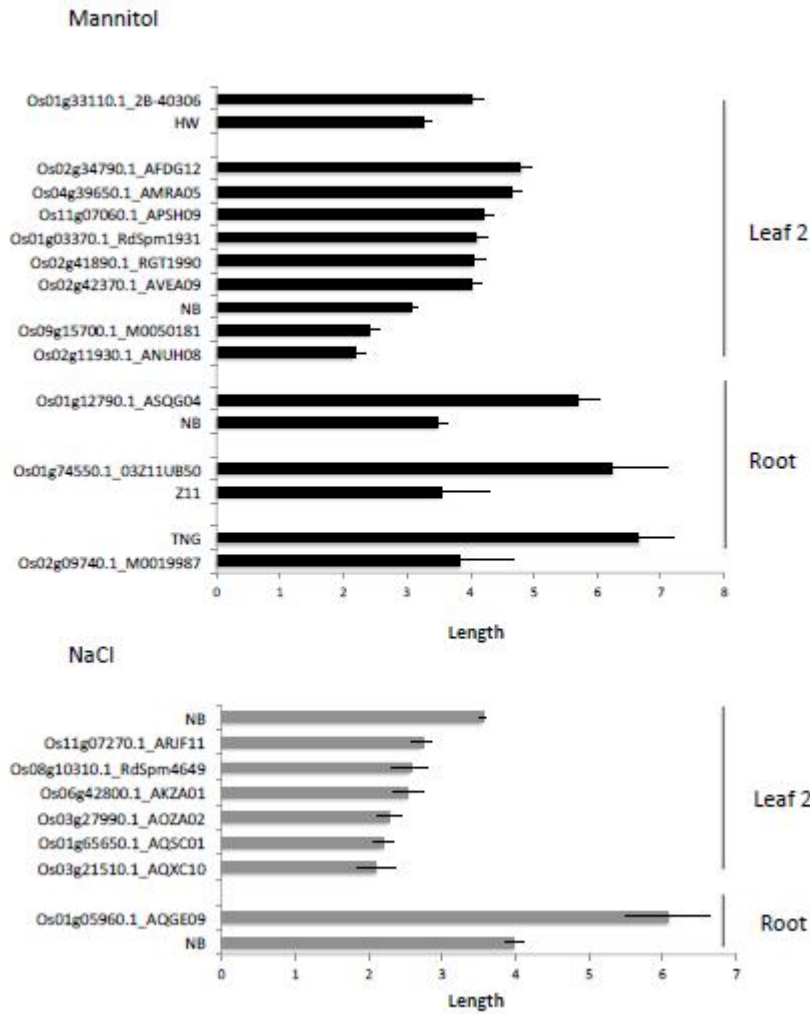 Mannitol
Os01g33110.1_2B-40306
HW
Os02g34790.1_AFDG12
Os04g39650.1_AMRA05
Os11g07060.1_APSH09
Os01g03370.1_RdSpm1931
Os02g41890.1_RGT1990
Os02g42370.1_AVEA09
NB
Os09g15700.1_M0050181
Os02g11930.1_ANUH08
Leaf 2
Os01g12790.1_ASQG04
NB
Os01g74550.1_03Z11UB50
Z11
TNG
Os02g09740.1_M0019987
Root
0 1 2 3 4 5 6 7 8
Length
NaCl
NB
Os11g07270.1_ARJF11
Os08g10310.1_RdSpm4649
Os06g42800.1_AKZA01
Os03g27990.1_AOZA02
Os01g65650.1_AQSC01
Os03g21510.1_AQXC10
Leaf 2
Os01g05960.1_AQGE09
NB
Root
0 1 2 3 4 5 6 7
Length